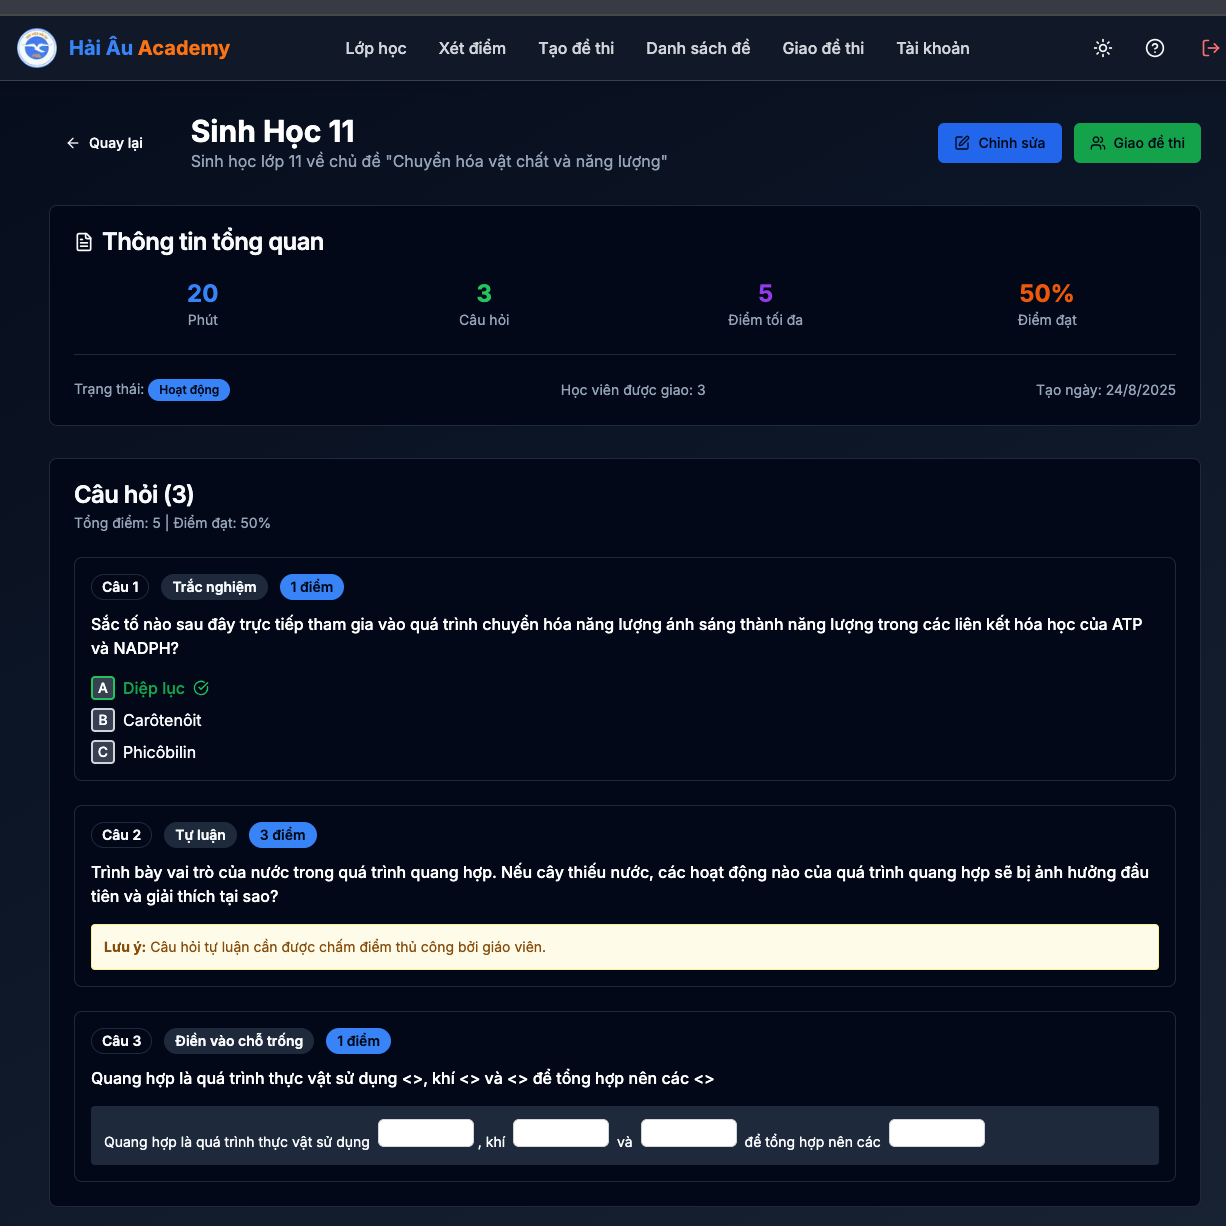 Hải Âu Academy
Lớp học
Xét điểm
Tạo đề thi
Danh sách đề
Giao đề thi
Tài khoản
Quay lại
Sinh Học 11
Sinh học lớp 11 về chủ đề "Chuyển hóa vật chất và năng lượng"
Chỉnh sửa
Giao đề thi
Thông tin tổng quan
20
Phút
3
Câu hỏi
5
Điểm tối đa
50%
Điểm đạt
Trạng thái: Hoạt động
Học viên được giao: 3
Tạo ngày: 24/8/2025
Câu hỏi (3)
Tổng điểm: 5 | Điểm đạt: 50%
Câu 1 Trắc nghiệm 1 điểm
Sắc tố nào sau đây trực tiếp tham gia vào quá trình chuyển hóa năng lượng ánh sáng thành năng lượng trong các liên kết hóa học của ATP
và NADPH?
A Diệp lục
B Carôtenôit
C Phicôbilin
Câu 2 Tự luận 3 điểm
Trình bày vai trò của nước trong quá trình quang hợp. Nếu cây thiếu nước, các hoạt động nào của quá trình quang hợp sẽ bị ảnh hưởng đầu
tiên và giải thích tại sao?
Lưu ý: Câu hỏi tự luận cần được chấm điểm thủ công bởi giáo viên.
Câu 3 Điền vào chỗ trống 1 điểm
Quang hợp là quá trình thực vật sử dụng <>, khí <> và <> để tổng hợp nên các <>
Quang hợp là quá trình thực vật sử dụng , khí và để tổng hợp nên các